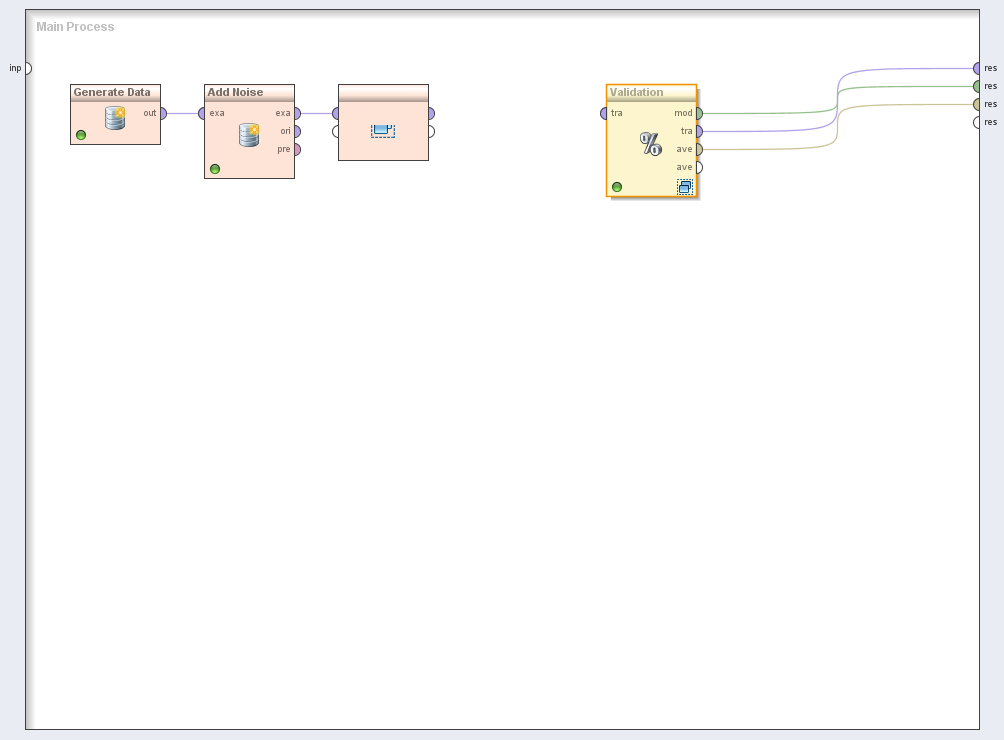 Main Process
inp
res
res
res
res
Generate Data
out
Add Noise
exa
exa
ori
pre
Validation
tra
mod
tra
ave
ave
%